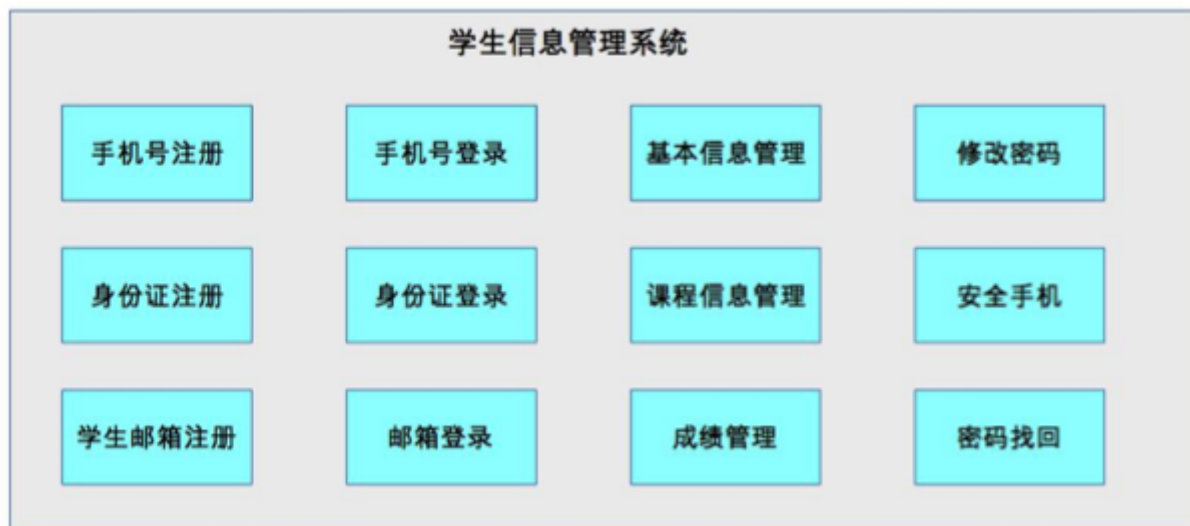 学生信息管理系统
手机号注册 手机号登录 基本信息管理 修改密码
身份证注册 身份证登录 课程信息管理 安全手机
学生邮箱注册 邮箱登录 成绩管理 密码找回